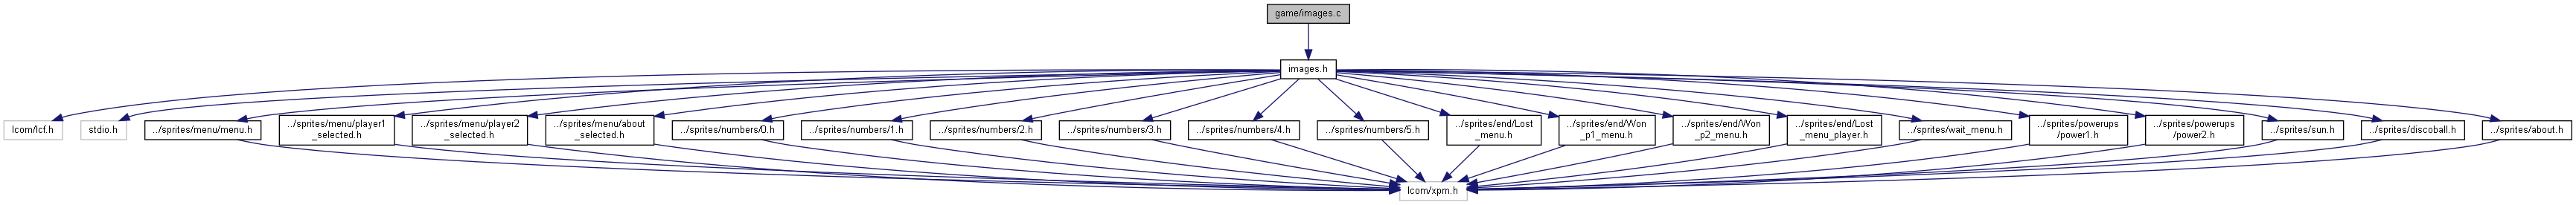 game/images.c
images.h
lcom/lcf.h
stdio.h
../sprites/menu/menu.h
../sprites/menu/player1
_selected.h
../sprites/menu/player2
_selected.h
../sprites/menu/about
_selected.h
../sprites/numbers/0.h
../sprites/numbers/1.h
../sprites/numbers/2.h
../sprites/numbers/3.h
../sprites/numbers/4.h
../sprites/numbers/5.h
../sprites/end/Lost
_menu.h
../sprites/end/Won
_p1_menu.h
../sprites/end/Won
_p2_menu.h
../sprites/end/Lost
_menu_player.h
../sprites/wait_menu.h
../sprites/powerups
/power1.h
../sprites/powerups
/power2.h
../sprites/sun.h
../sprites/discoball.h
../sprites/about.h
lcom/xpm.h